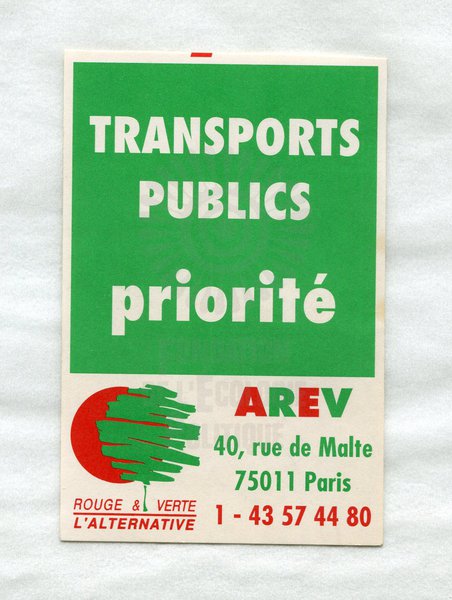 TRANSPORTS
PUBLICS
priorité
AREV
40, rue de Malte
75011 Paris
1 - 43 57 44 80
ROUGE & VERTE
L'ALTERNATIVE